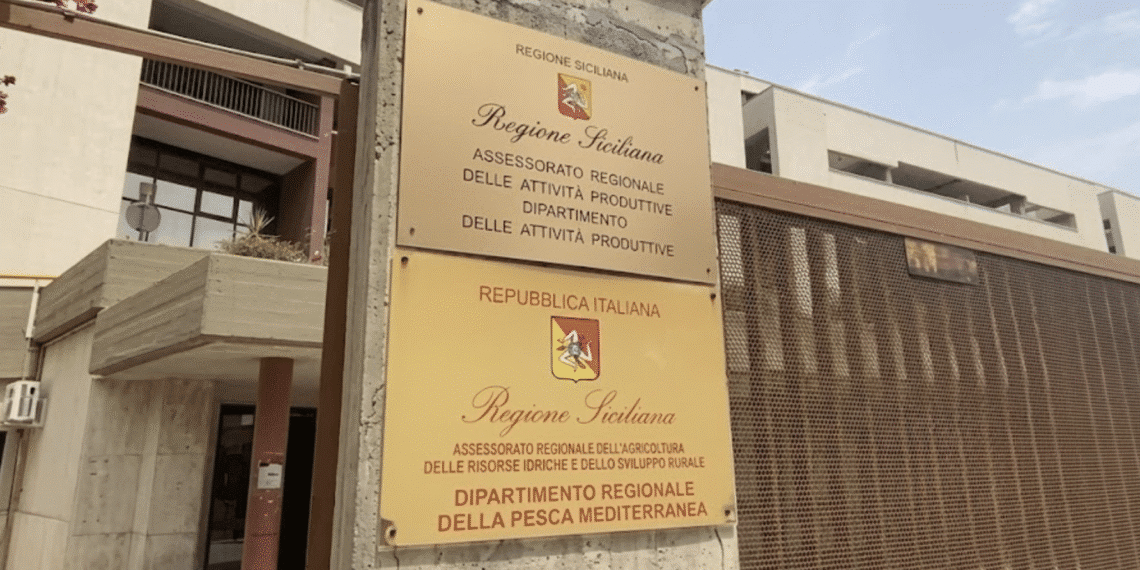 REGIONE SICILIANA
Regione Siciliana
ASSESSORATO REGIONALE
DELLE ATTIVITÀ PRODUTTIVE
DIPARTIMENTO
DELLE ATTIVITÀ PRODUTTIVE
REPUBBLICA ITALIANA
Regione Siciliana
ASSESSORATO REGIONALE DELL'AGRICOLTURA
DELLE RISORSE IDRICHE E DELLO SVILUPPO RURALE
DIPARTIMENTO REGIONALE
DELLA PESCA MEDITERRANEA